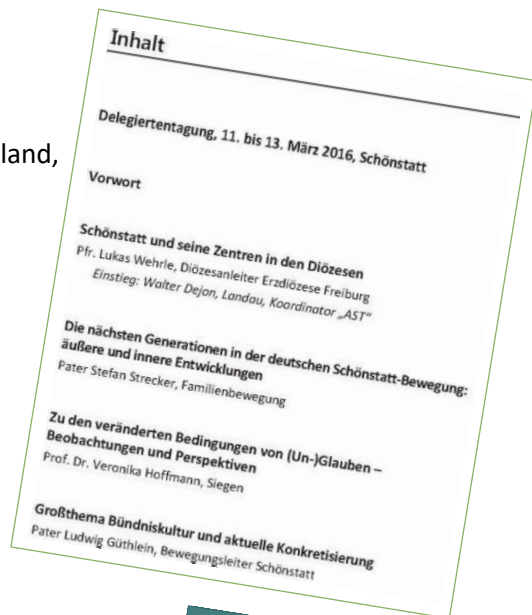 land,
Inhalt
Delegiertentagung, 11. bis 13. März 2016, Schönstatt
Vorwort
Schönstatt und seine Zentren in den Diözesen
Pfr. Lukas Wehrle, Diözesanleiter Erzdiözese Freiburg
Einstieg: Walter Dejon, Landau, Koordinator „AST“
Die nächsten Generationen in der deutschen Schönstatt-Bewegung:
äußere und innere Entwicklungen
Pater Stefan Strecker, Familienbewegung
Zu den veränderten Bedingungen von (Un-)Glauben –
Beobachtungen und Perspektiven
Prof. Dr. Veronika Hoffmann, Siegen
Großthema Bündniskultur und aktuelle Konkretisierung
Pater Ludwig Güthlein, Bewegungsleiter Schönstatt